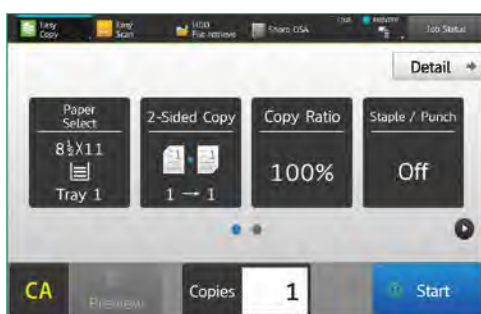 Easy Copy
Easy Scan
HDD File retrieve
Sharp OSA
Job Status
Detail
Paper Select
2-Sided Copy
Copy Ratio
Staple / Punch
8½X11
Tray 1
1 → 1
100%
Off
CA
Preview
Copies
1
Start